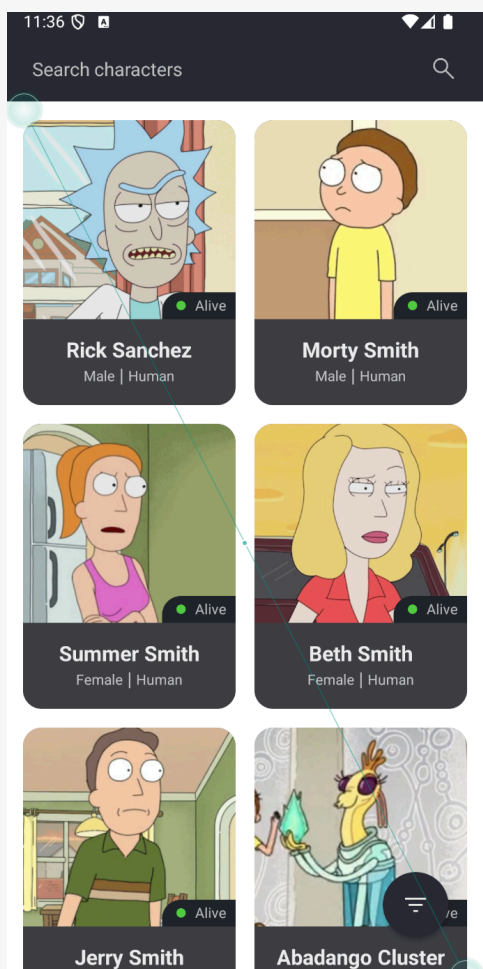 11:36
Search characters
Alive
Alive
Rick Sanchez
Morty Smith
Male | Human
Male | Human
Alive
Alive
Summer Smith
Beth Smith
Female | Human
Female | Human
Alive
Jerry Smith
Abadango Cluster